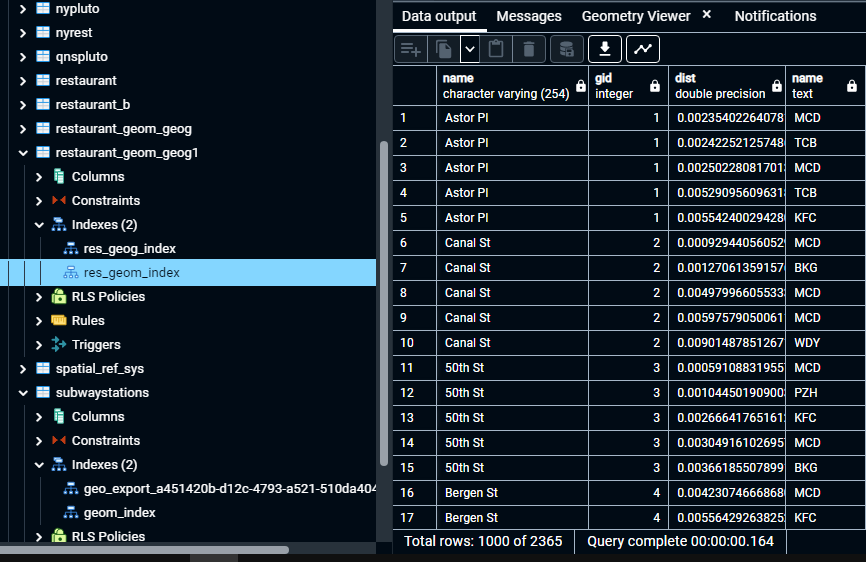 nypluto
nyrest
qnspluto
restaurant
restaurant_b
restaurant_geom_geog
restaurant_geom_geog1
Columns
Constraints
Indexes (2)
res_geog_index
res_geom_index
RLS Policies
Rules
Triggers
spatial_ref_sys
subwaystations
Columns
Constraints
Indexes (2)
geo_export_a451420b-d12c-4793-a521-510da404
geom_index
RLS Policies
Data output Messages Geometry Viewer × Notifications
name gid dist name
character varying (254) integer double precision text
1 Astor Pl 1 0.00235402264078 MCD
2 Astor Pl 1 0.0024225212574 TCB
3 Astor Pl 1 0.0025022808170 MCD
4 Astor Pl 1 0.0052909560963 TCB
5 Astor Pl 1 0.0055424002942 KFC
6 Canal St 2 0.0009294405605 MCD
7 Canal St 2 0.0012706135915 BKG
8 Canal St 2 0.004979966055 MCD
9 Canal St 2 0.0059757905006 MCD
10 Canal St 2 0.0090148785126 WDY
11 50th St 3 0.0005910883195 MCD
12 50th St 3 0.0010445019090 PZH
13 50th St 3 0.0026664176516 KFC
14 50th St 3 0.0030491610269 MCD
15 50th St 3 0.0036618550789 BKG
16 Bergen St 4 0.0042307466686 MCD
17 Bergen St 4 0.0055642926382 KFC
Total rows: 1000 of 2365 Query complete 00:00:00.164